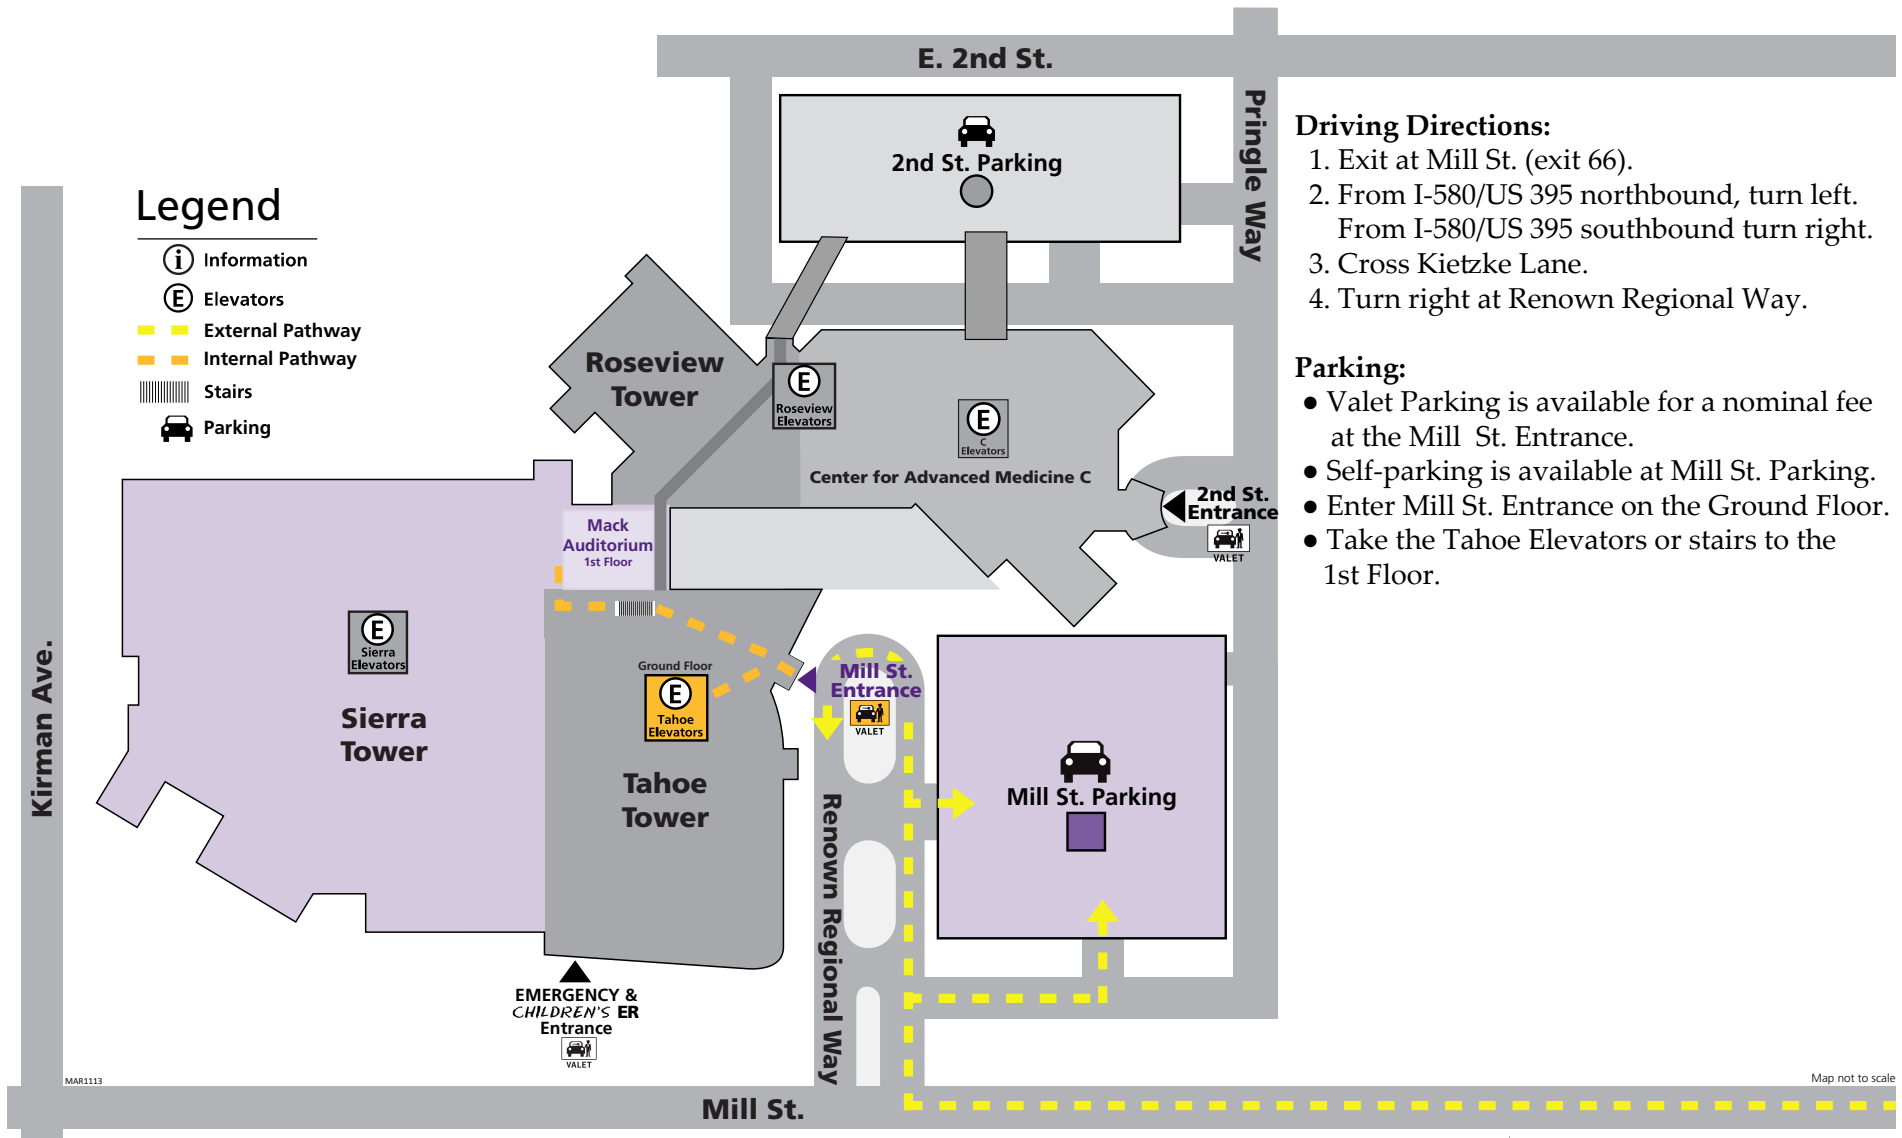 E. 2nd St.
Pringle Way
2nd St. Parking
Driving Directions:
1. Exit at Mill St. (exit 66).
2. From I-580/US 395 northbound, turn left.
From I-580/US 395 southbound turn right.
3. Cross Kietzke Lane.
4. Turn right at Renown Regional Way.
Parking:
● Valet Parking is available for a nominal fee
at the Mill St. Entrance.
● Self-parking is available at Mill St. Parking.
● Enter Mill St. Entrance on the Ground Floor.
● Take the Tahoe Elevators or stairs to the
1st Floor.
Legend
i Information
E Elevators
External Pathway
Internal Pathway
Stairs
Parking
Roseview
Tower
E
Roseview
Elevators
E
C
Elevators
Center for Advanced Medicine C
2nd St.
Entrance
VALET
Mack
Auditorium
1st Floor
E
Sierra
Elevators
Sierra
Tower
Kirman Ave.
Ground Floor
E
Tahoe
Elevators
Tahoe
Tower
Mill St.
Entrance
VALET
Mill St. Parking
Renown Regional Way
EMERGENCY &
CHILDREN'S ER
Entrance
VALET
MAR1113
Map not to scale
Mill St.